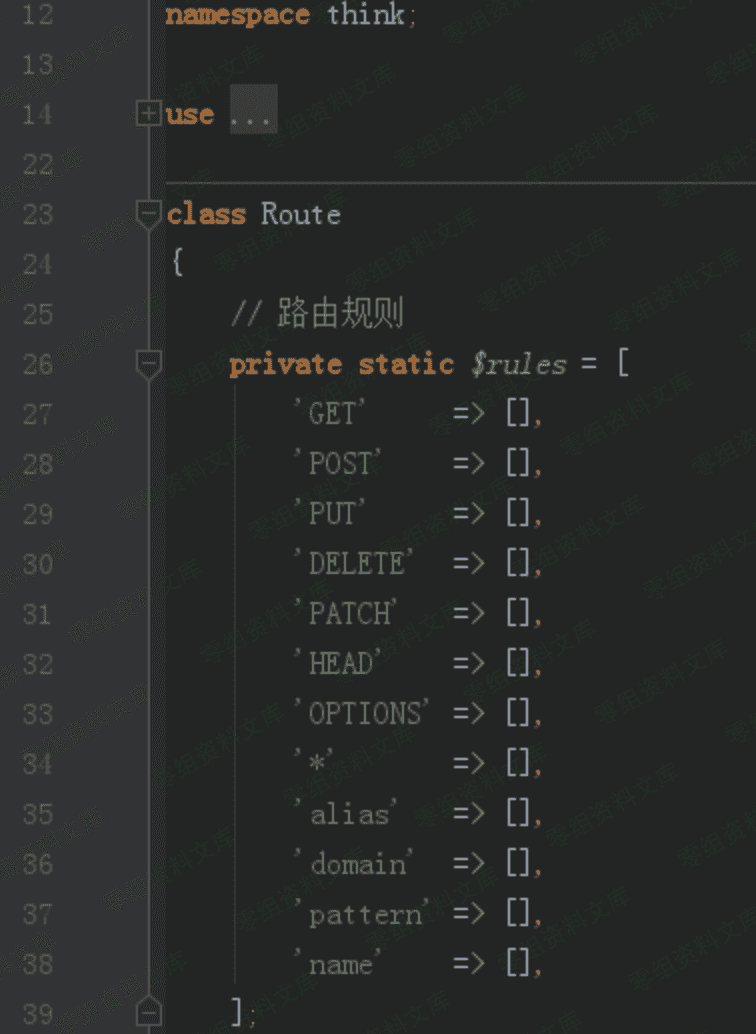 12 namespace think;
13
14 use ...
22
23 class Route
24 {
25 // 路由规则
26 private static $rules = [
27 'GET' => [],
28 'POST' => [],
29 'PUT' => [],
30 'DELETE' => [],
31 'PATCH' => [],
32 'HEAD' => [],
33 'OPTIONS' => [],
34 '*' => [],
35 'alias' => [],
36 'domain' => [],
37 'pattern' => [],
38 'name' => [],
39 ];
零组资料文库